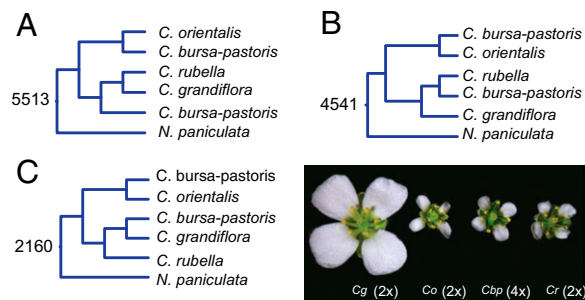 A
C. orientalis
C. bursa-pastoris
C. rubella
C. grandiflora
C. bursa-pastoris
N. paniculata
5513
B
C. bursa-pastoris
C. orientalis
C. rubella
C. bursa-pastoris
C. grandiflora
N. paniculata
4541
C
C. bursa-pastoris
C. orientalis
C. bursa-pastoris
C. grandiflora
C. rubella
N. paniculata
2160
Cg (2x) Co (2x) Cbp (4x) Cr (2x)